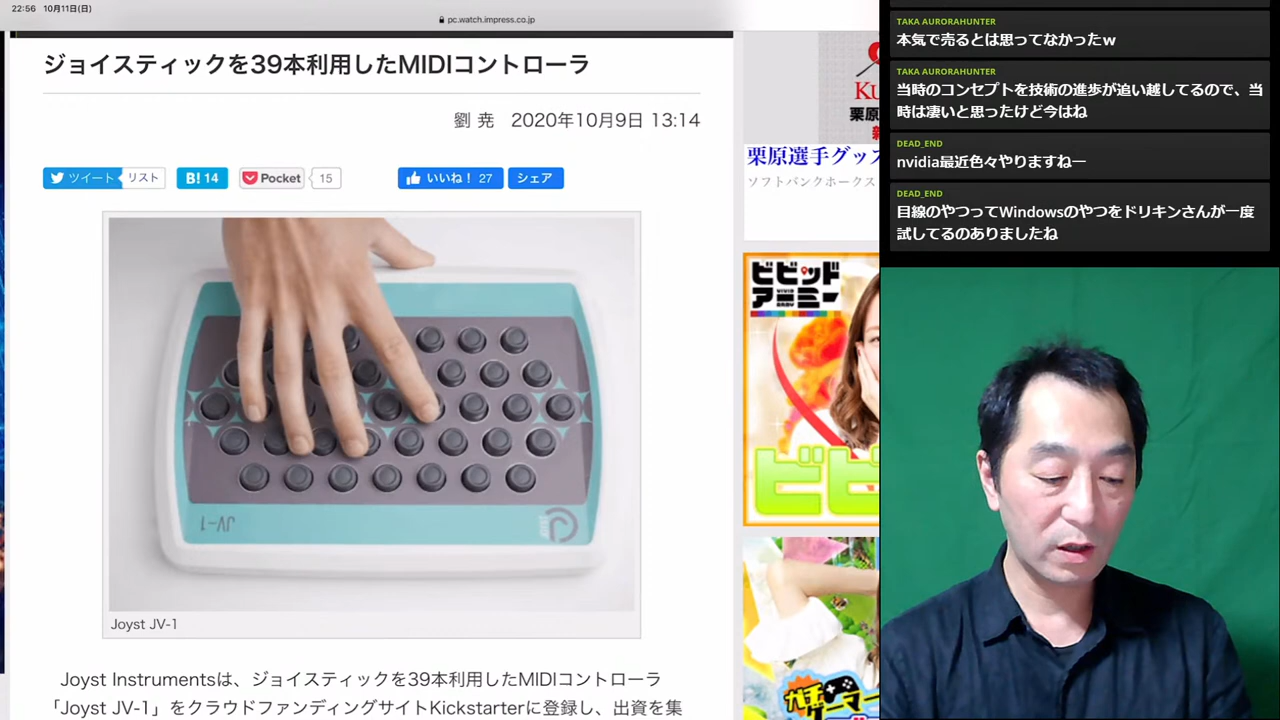 22:56 10月11日(日)
pc.watch.impress.co.jp
ジョイスティックを39本利用したMIDIコントローラ
劉 尭 2020年10月9日 13:14
ツイート リスト B! 14 Pocket 15 いいね！ 27 シェア
JV-1
Joyst JV-1
Joyst Instrumentsは、ジョイスティックを39本利用したMIDIコントローラ
「Joyst JV-1」をクラウドファンディングサイトKickstarterに登録し、出資を集
Ku
栗原
栗原選手グッズ
ソフトバンクホークス
ビビッド
アーミー
ビビ
ガチゲーマー
TAKA AURORAHUNTER
本気で売るとは思ってなかったｗ
TAKA AURORAHUNTER
当時のコンセプトを技術の進歩が追い越してるので、当
時は凄いと思ったけど今はね
DEAD_END
nvidia最近色々やりますねー
DEAD_END
目線のやつってWindowsのやつをドリキンさんが一度
試してるのありましたね